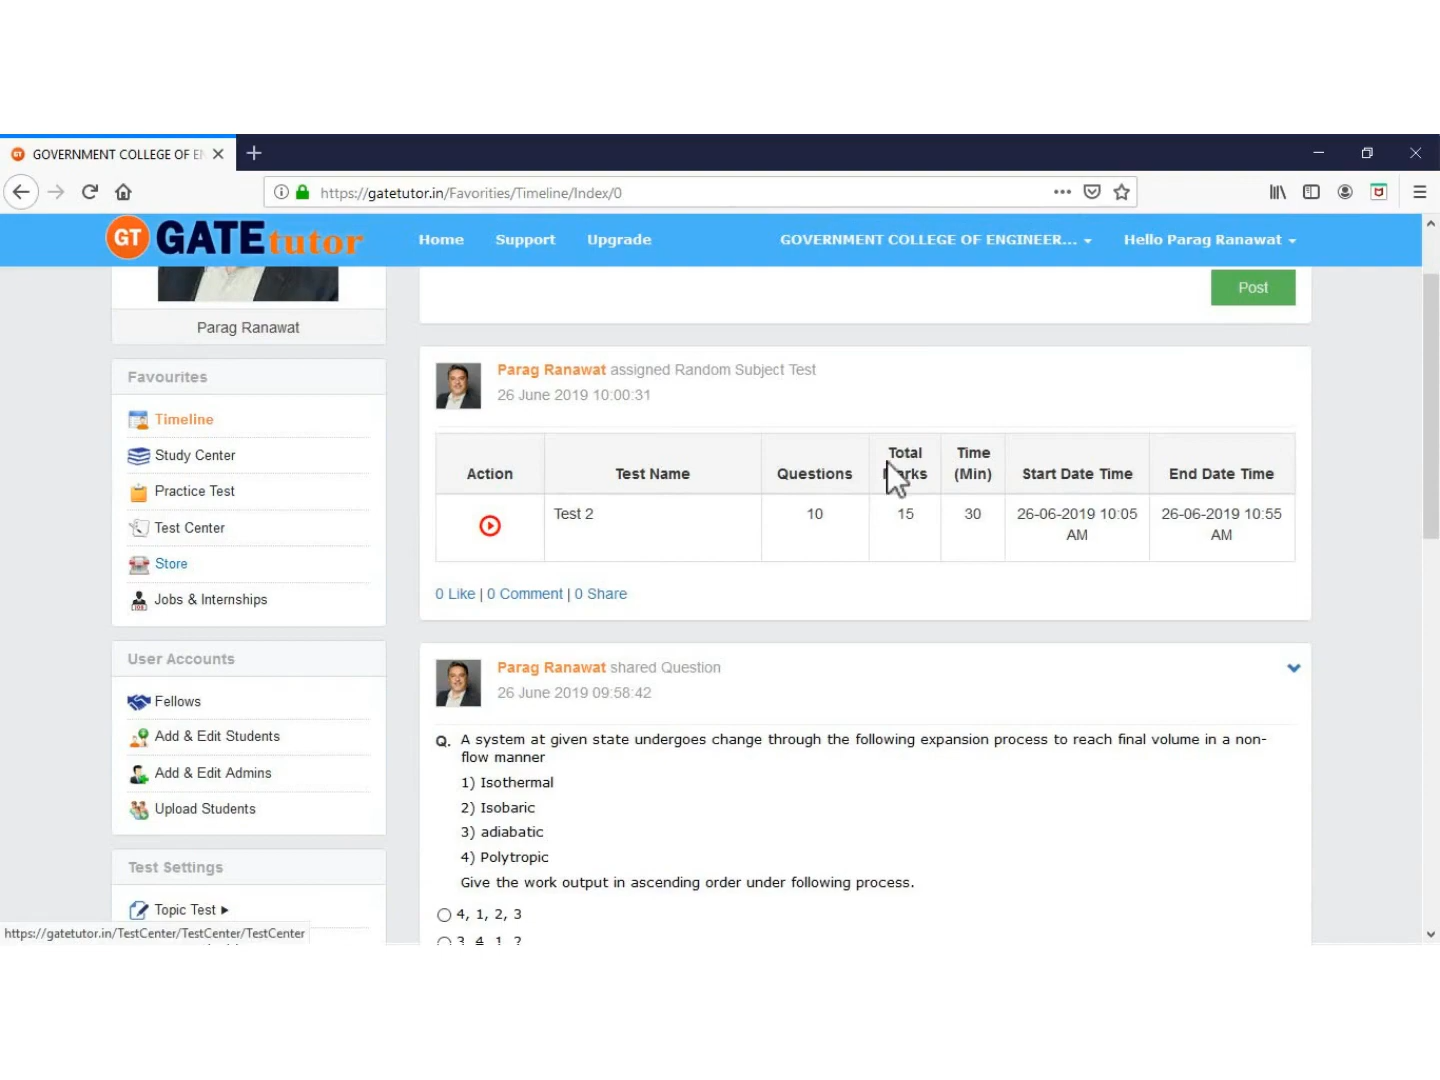 GT GOVERNMENT COLLEGE OF EN
https://gatetutor.in/Favorities/Timeline/Index/0
GT GATEtutor
Home
Support
Upgrade
GOVERNMENT COLLEGE OF ENGINEER...
Hello Parag Ranawat
Post
Parag Ranawat
Favourites
Timeline
Study Center
Practice Test
Test Center
Store
Jobs & Internships
User Accounts
Fellows
Add & Edit Students
Add & Edit Admins
Upload Students
Test Settings
Topic Test
https://gatetutor.in/TestCenter/TestCenter/TestCenter
Parag Ranawat assigned Random Subject Test
26 June 2019 10:00:31
Action
Test Name
Questions
Total
Time
(Min)
Start Date Time
End Date Time
Test 2
10
15
30
26-06-2019 10:05
AM
26-06-2019 10:55
AM
0 Like | 0 Comment | 0 Share
Parag Ranawat shared Question
26 June 2019 09:58:42
Q. A system at given state undergoes change through the following expansion process to reach final volume in a non-
flow manner
1) Isothermal
2) Isobaric
3) adiabatic
4) Polytropic
Give the work output in ascending order under following process.
4, 1, 2, 3
3, 4, 1, 2